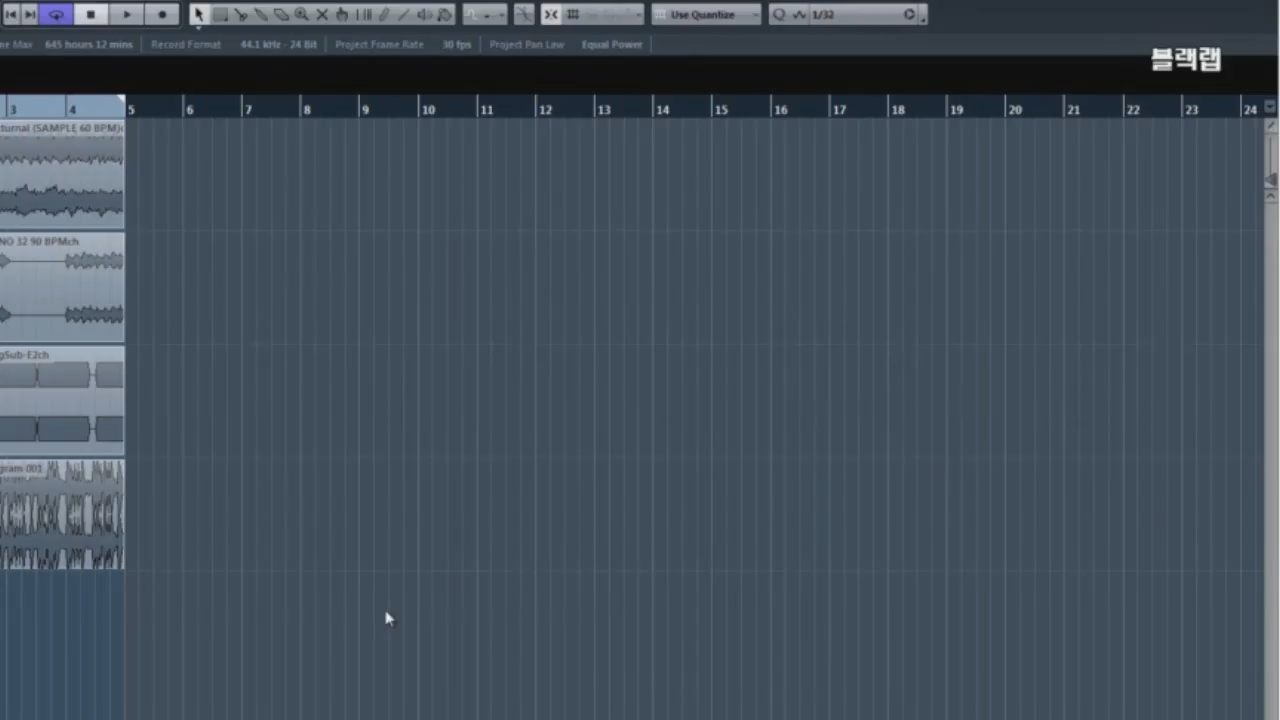 Use Quantize 1/32
ne Max 645 hours 12 mins Record Format 44.1 kHz - 24 Bit Project Frame Rate 30 fps Project Pan Law Equal Power
블랙랩
3 4 5 6 7 8 9 10 11 12 13 14 15 16 17 18 19 20 21 22 23 24
turnal (SAMPLE 60 BPM)c
NO 32 90 BPMch
gSub-E2ch
gram-001